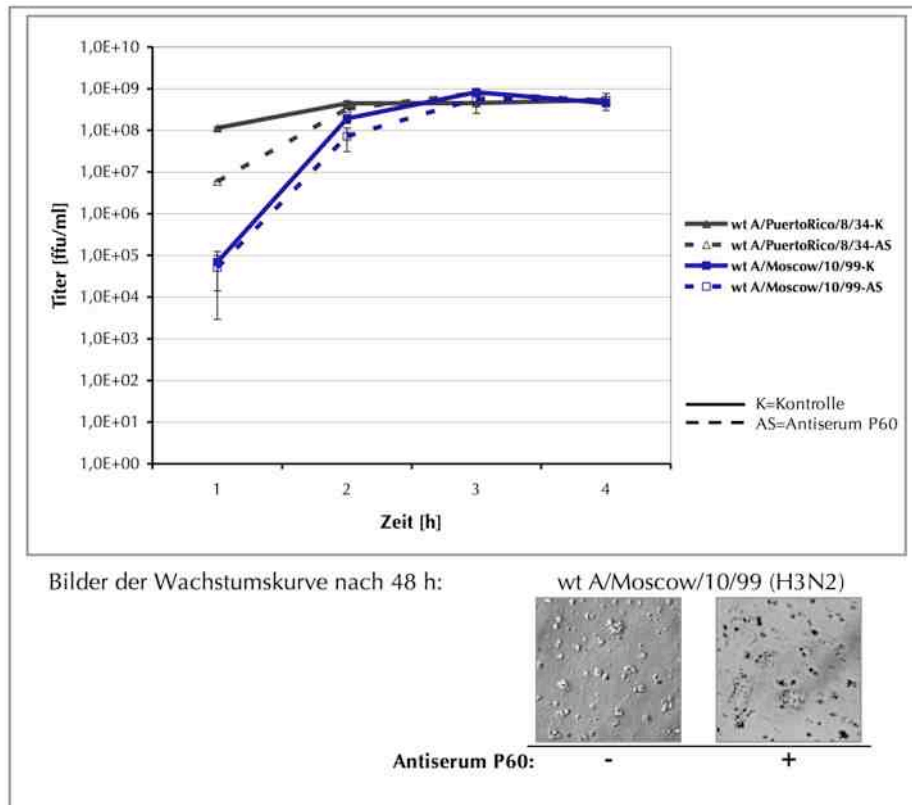 1,0E+10
1,0E+09
1,0E+08
1,0E+07
1,0E+06
1,0E+05
1,0E+04
1,0E+03
1,0E+02
1,0E+01
1,0E+00
Titer [ffu/ml]
1 2 3 4
Zeit [h]
wt A/PuertoRico/8/34-K
wt A/PuertoRico/8/34-AS
wt A/Moscow/10/99-K
wt A/Moscow/10/99-AS
K=Kontrolle
AS=Antiserum P60
Bilder der Wachstumskurve nach 48 h:
wt A/Moscow/10/99 (H3N2)
Antiserum P60: - +